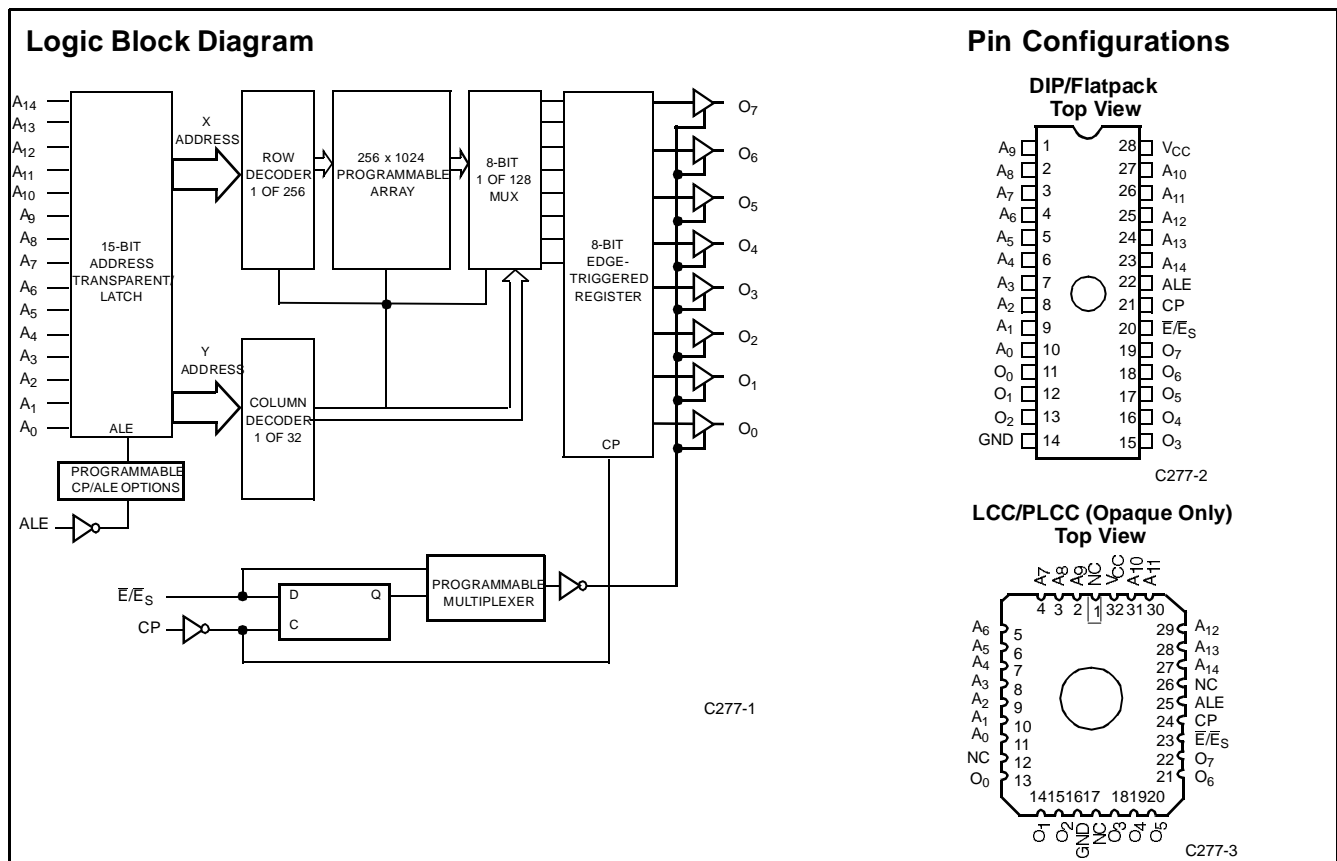 Logic Block Diagram
A14
A13
A12
A11
A10
A9
A8
A7
A6
A5
A4
A3
A2
A1
A0
15-BIT
ADDRESS
TRANSPARENT/
LATCH
ALE
PROGRAMMABLE
CP/ALE OPTIONS
ALE
X
ADDRESS
Y
ADDRESS
ROW
DECODER
1 OF 256
256 x 1024
PROGRAMMABLE
ARRAY
8-BIT
1 OF 128
MUX
COLUMN
DECODER
1 OF 32
8-BIT
EDGE-
TRIGGERED
REGISTER
CP
O7
O6
O5
O4
O3
O2
O1
O0
E̅/E̅S
CP
D
Q
C
PROGRAMMABLE
MULTIPLEXER
C277-1
Pin Configurations
DIP/Flatpack
Top View
A9 1 28 VCC
A8 2 27 A10
A7 3 26 A11
A6 4 25 A12
A5 5 24 A13
A4 6 23 A14
A3 7 22 ALE
A2 8 21 CP
A1 9 20 E̅/E̅S
A0 10 19 O7
O0 11 18 O6
O1 12 17 O5
O2 13 16 O4
GND 14 15 O3
C277-2
LCC/PLCC (Opaque Only)
Top View
A7 A8 A9 NC VCC A10 A11
4 3 2 1 32 31 30
A6 5 29 A12
A5 6 28 A13
A4 7 27 A14
A3 8 26 NC
A2 9 25 ALE
A1 10 24 CP
A0 11 23 E̅/E̅S
NC 12 22 O7
O0 13 21 O6
14 15 16 17 18 19 20
O1 O2 GND NC O3 O4 O5
C277-3